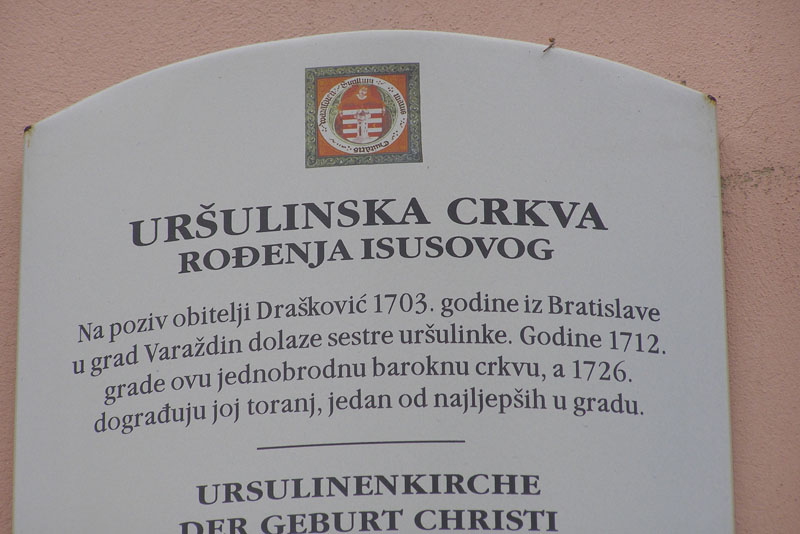 URŠULINSKA CRKVA
ROĐENJA ISUSOVOG
Na poziv obitelji Drašković 1703. godine iz Bratislave
u grad Varaždin dolaze sestre uršulinke. Godine 1712.
grade ovu jednobrodnu baroknu crkvu, a 1726.
dograđuju joj toranj, jedan od najljepših u gradu.
URSULINENKIRCHE
DER GEBURT CHRISTI